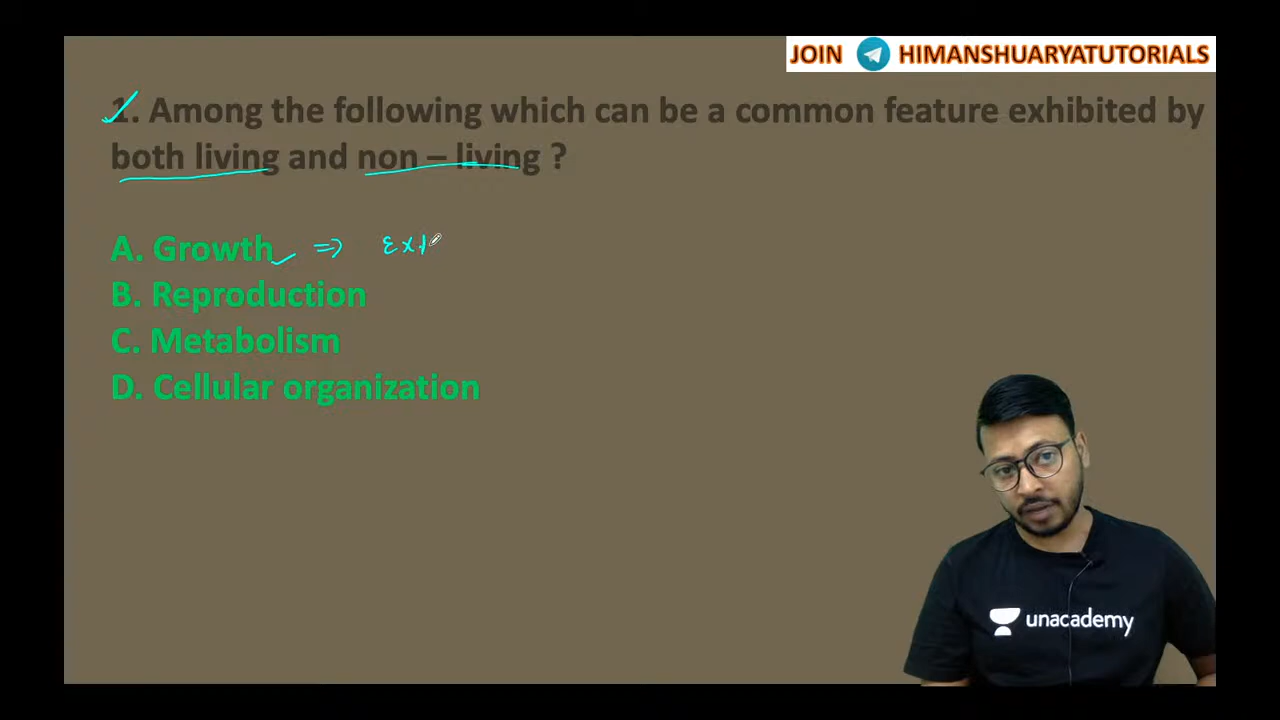 JOIN HIMANSHUARYATUTORIALS
1. Among the following which can be a common feature exhibited by
both living and non – living ?
A. Growth ⇒ Ext
B. Reproduction
C. Metabolism
D. Cellular organization
unacademy